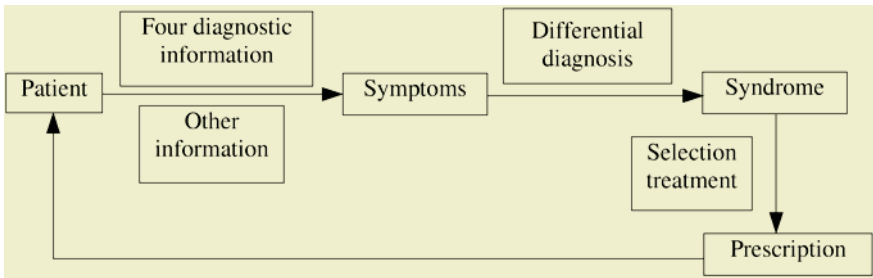 Four diagnostic
information
Differential
diagnosis
Patient
Symptoms
Syndrome
Other
information
Selection
treatment
Prescription